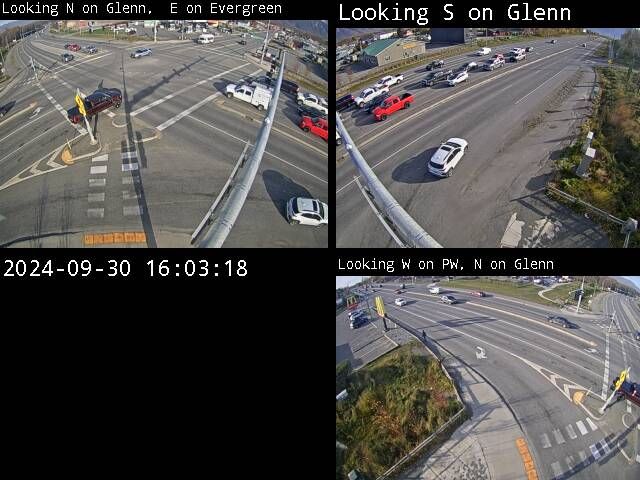 Looking N on Glenn, E on Evergreen
Looking S on Glenn
2024-09-30 16:03:18
Looking W on PW, N on Glenn